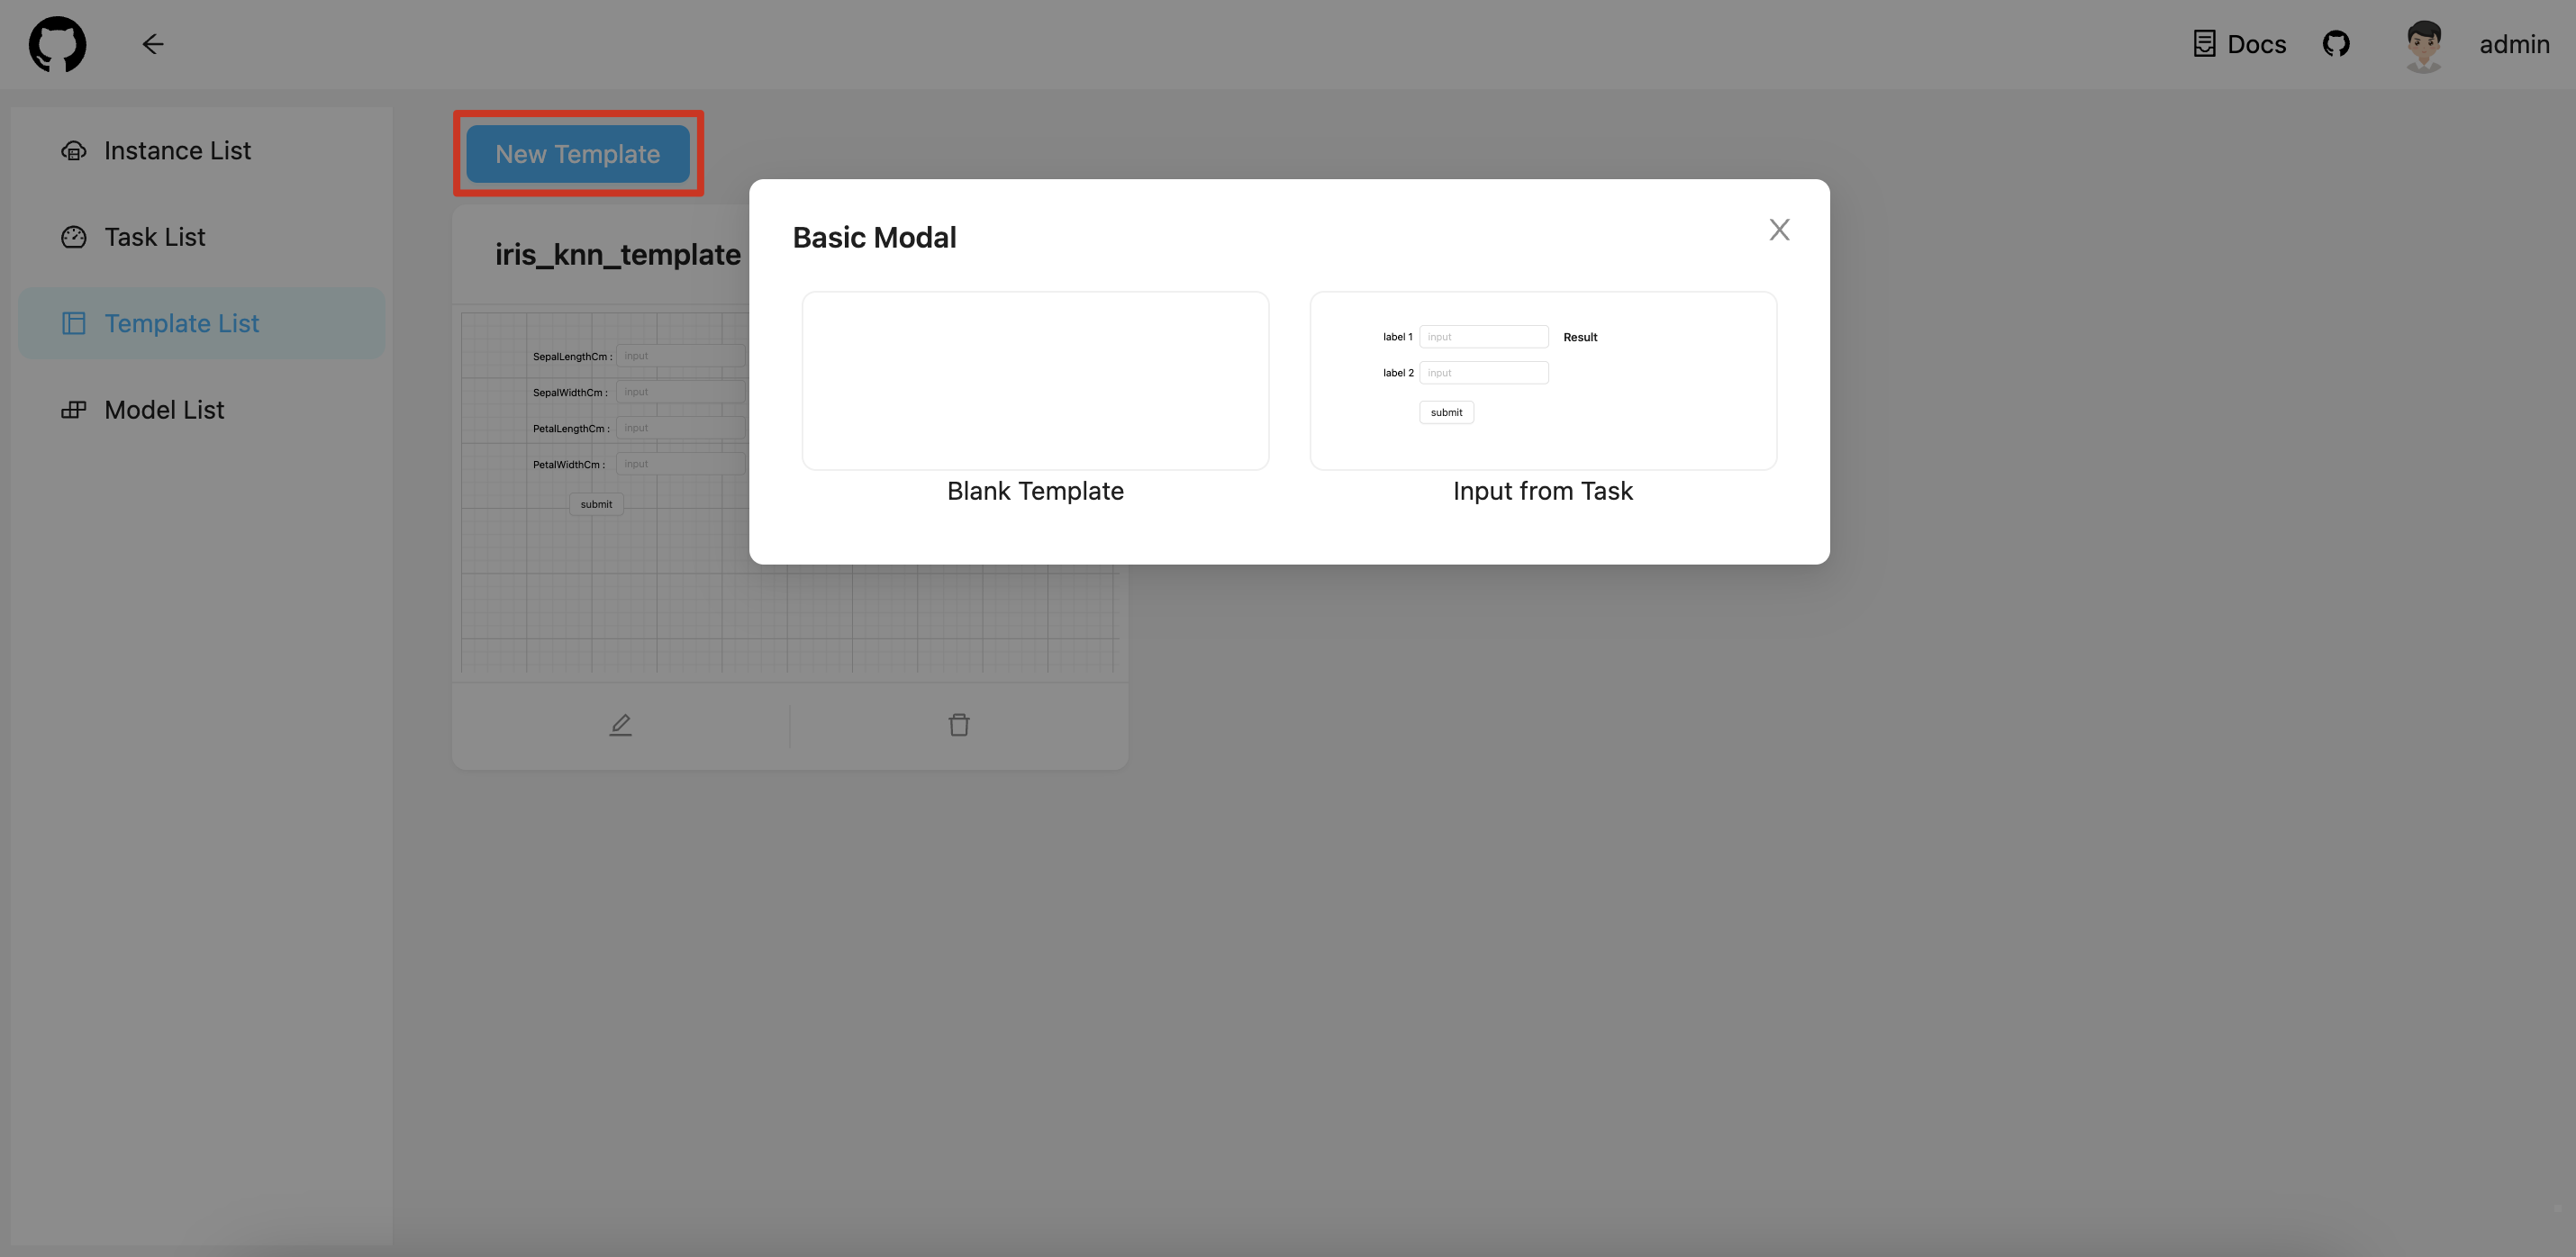 Docs
admin
Instance List
Task List
Template List
Model List
New Template
iris_knn_template
SepalLengthCm : input
SepalWidthCm : input
PetalLengthCm : input
PetalWidthCm : input
submit
Basic Modal
label 1 input Result
label 2 input
submit
Blank Template
Input from Task